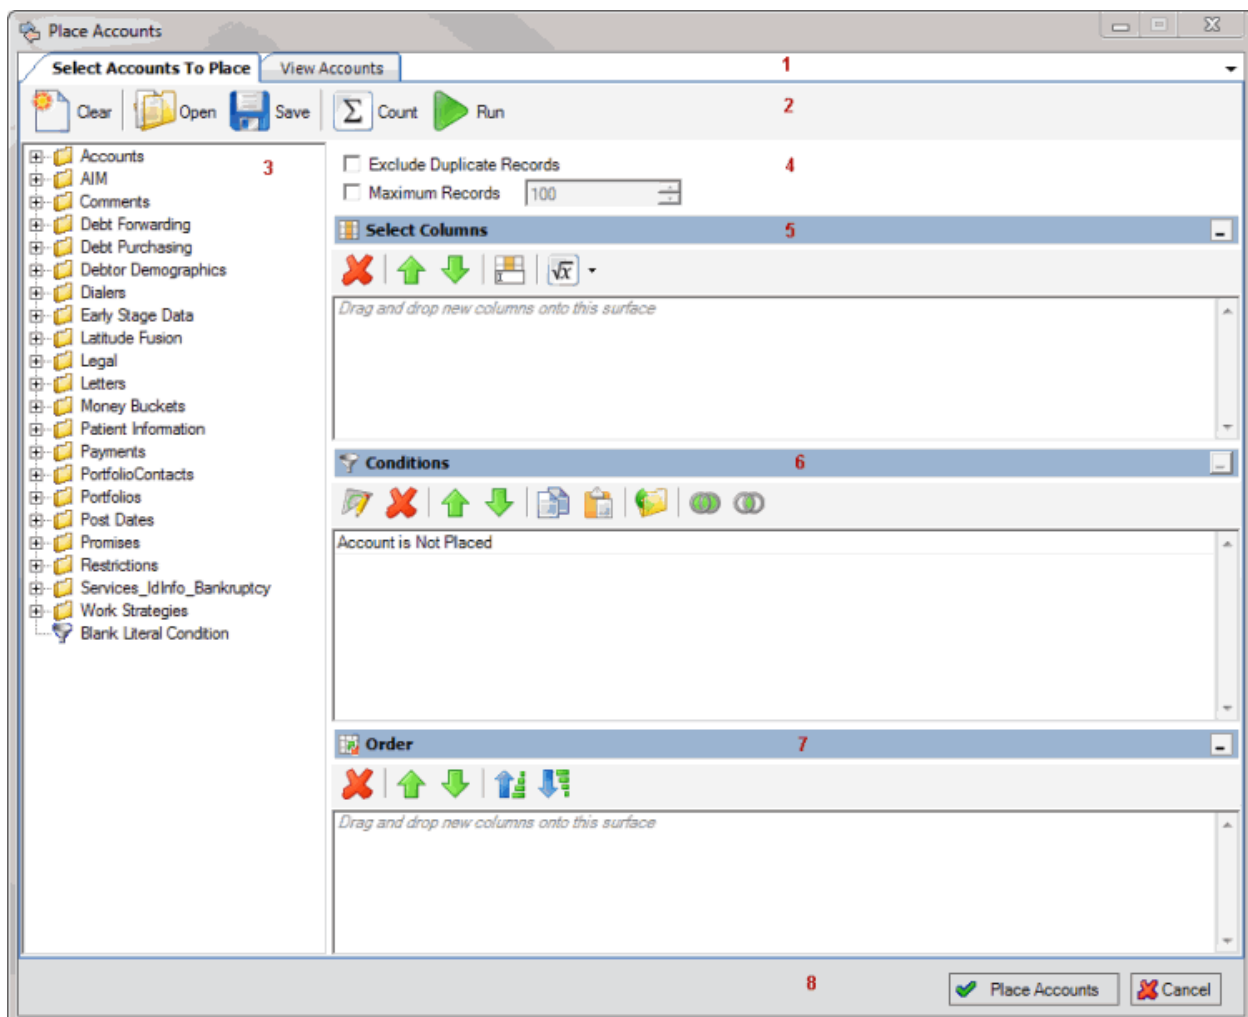 Place Accounts
Select Accounts To Place View Accounts 1
Clear Open Save Σ Count Run 2
3
Accounts
AIM
Comments
Debt Forwarding
Debt Purchasing
Debtor Demographics
Dialers
Early Stage Data
Latitude Fusion
Legal
Letters
Money Buckets
Patient Information
Payments
PortfolioContacts
Portfolios
Post Dates
Promises
Restrictions
Services_IdInfo_Bankruptcy
Work Strategies
Blank Literal Condition
Exclude Duplicate Records 4
Maximum Records 100
Select Columns 5
√x
Drag and drop new columns onto this surface
Conditions 6
Account is Not Placed
Order 7
Drag and drop new columns onto this surface
8 Place Accounts Cancel